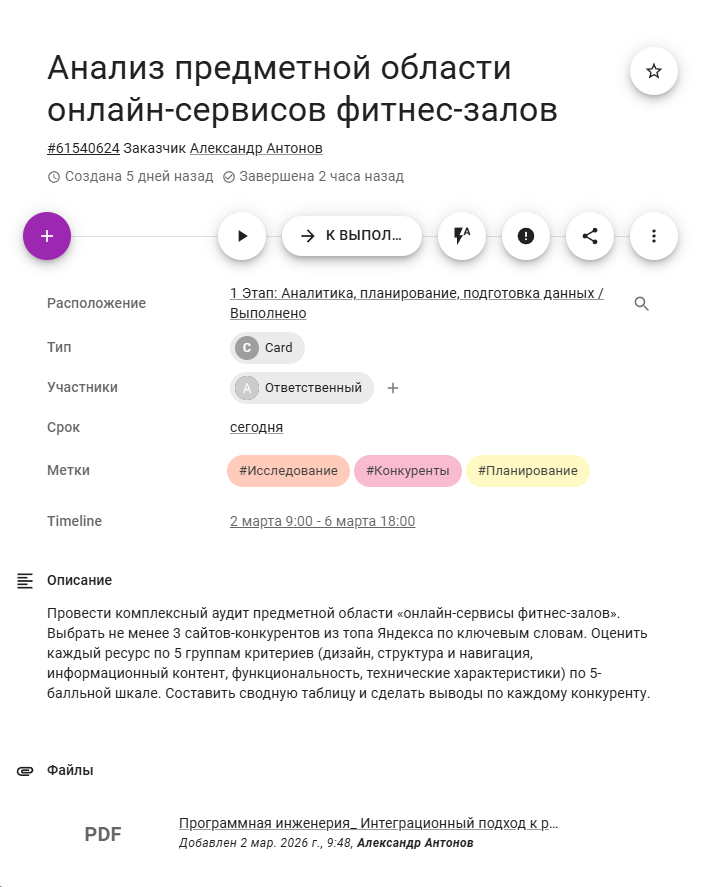 Анализ предметной области
онлайн-сервисов фитнес-залов
#61540624 Заказчик Александр Антонов
Создана 5 дней назад Завершена 2 часа назад
К ВЫПОЛ...
Расположение
1 Этап: Аналитика, планирование, подготовка данных /
Выполнено
Тип
C Card
Участники
A Ответственный +
Срок
сегодня
Метки
#Исследование #Конкуренты #Планирование
Timeline
2 марта 9:00 - 6 марта 18:00
Описание
Провести комплексный аудит предметной области «онлайн-сервисы фитнес-залов».
Выбрать не менее 3 сайтов-конкурентов из топа Яндекса по ключевым словам. Оценить
каждый ресурс по 5 группам критериев (дизайн, структура и навигация,
информационный контент, функциональность, технические характеристики) по 5-
балльной шкале. Составить сводную таблицу и сделать выводы по каждому конкуренту.
Файлы
PDF
Программная инженерия_ Интеграционный подход к р...
Добавлен 2 мар. 2026 г., 9:48, Александр Антонов